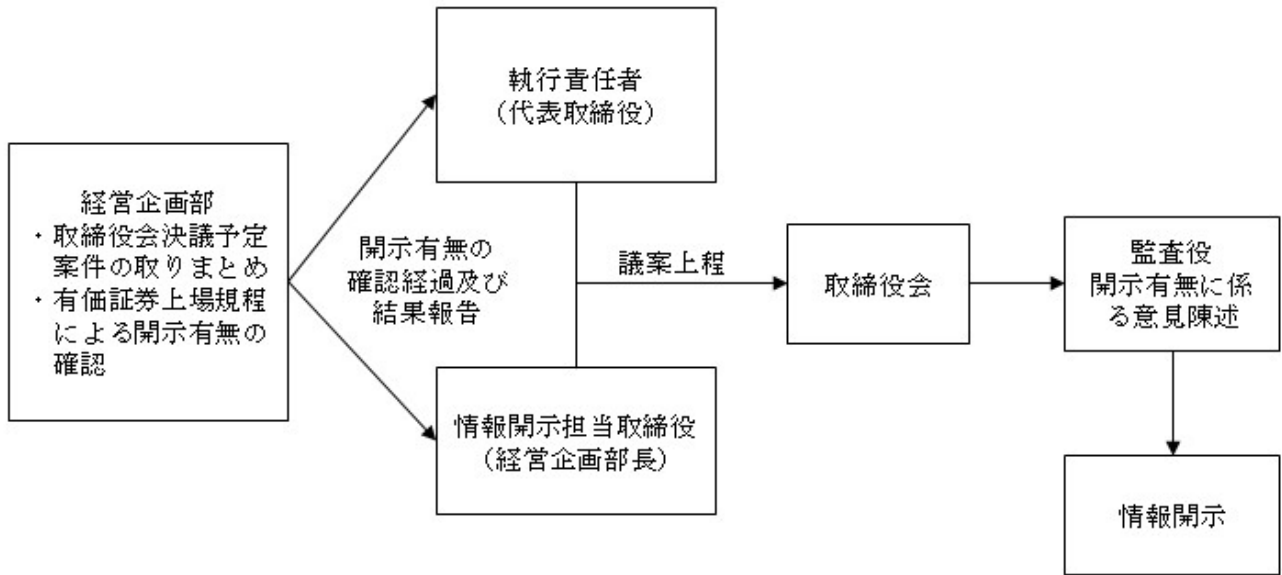 経営企画部
・取締役会決議予定
案件の取りまとめ
・有価証券上場規程
による開示有無の
確認
執行責任者
（代表取締役）
開示有無の
確認経過及び
結果報告
情報開示担当取締役
（経営企画部長）
議案上程
取締役会
監査役
開示有無に係
る意見陳述
情報開示